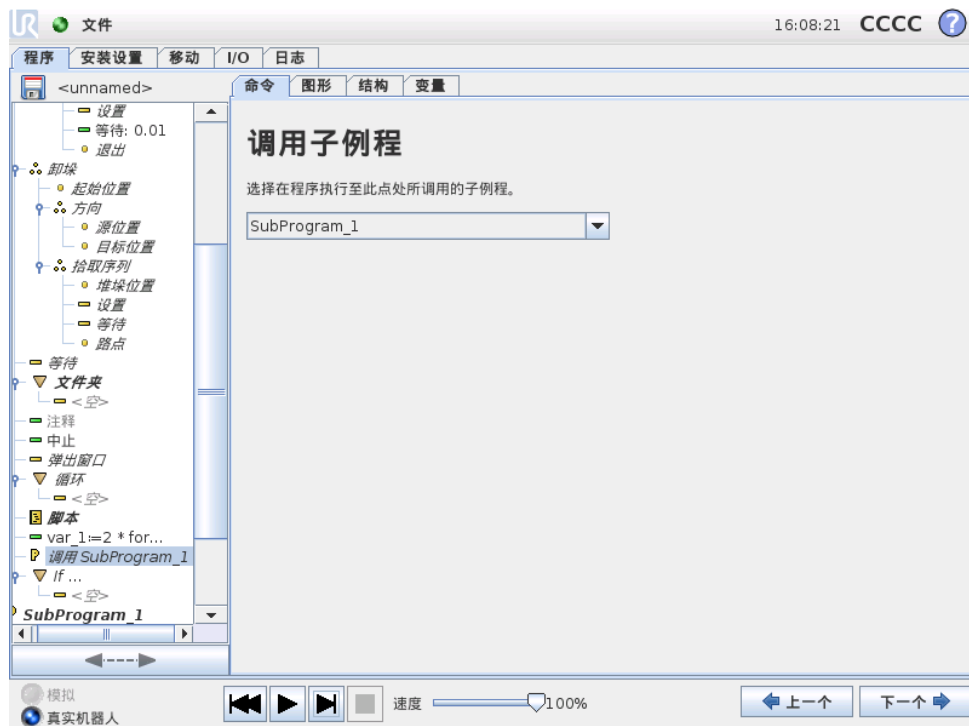 UR 文件 16:08:21 CCCC ?
程序 安装设置 移动 I/O 日志
<unnamed>
命令 图形 结构 变量
设置
等待: 0.01
退出
卸垛
起始位置
方向
源位置
目标位置
拾取序列
堆垛位置
设置
等待
路点
等待
文件夹
<空>
注释
中止
弹出窗口
循环
<空>
脚本
var_1:=2 * for...
调用 SubProgram_1
If ...
<空>
SubProgram_1
调用子例程
选择在程序执行至此点处所调用的子例程。
SubProgram_1
模拟
真实机器人
速度 100%
上一个 下一个